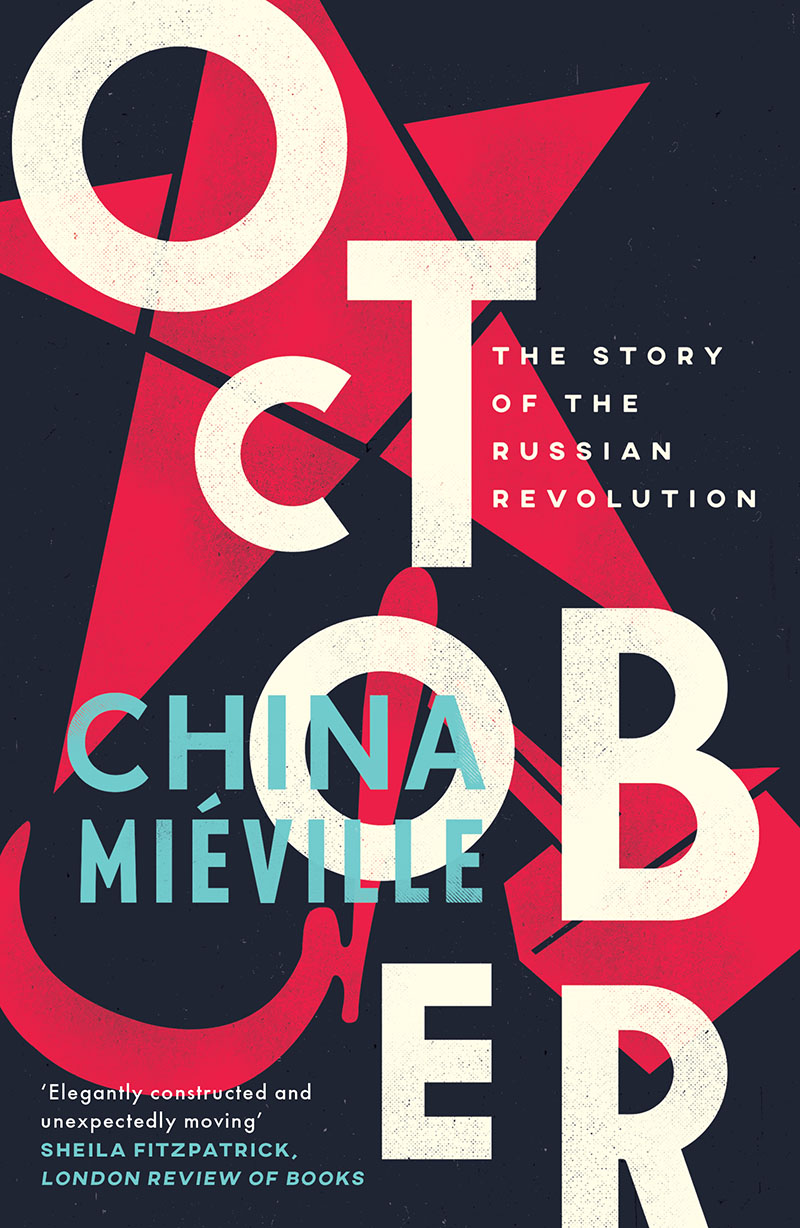 OCTOBER
THE STORY
OF THE
RUSSIAN
REVOLUTION
CHINA
MIÉVILLE
‘Elegantly constructed and
unexpectedly moving’
SHEILA FITZPATRICK,
LONDON REVIEW OF BOOKS